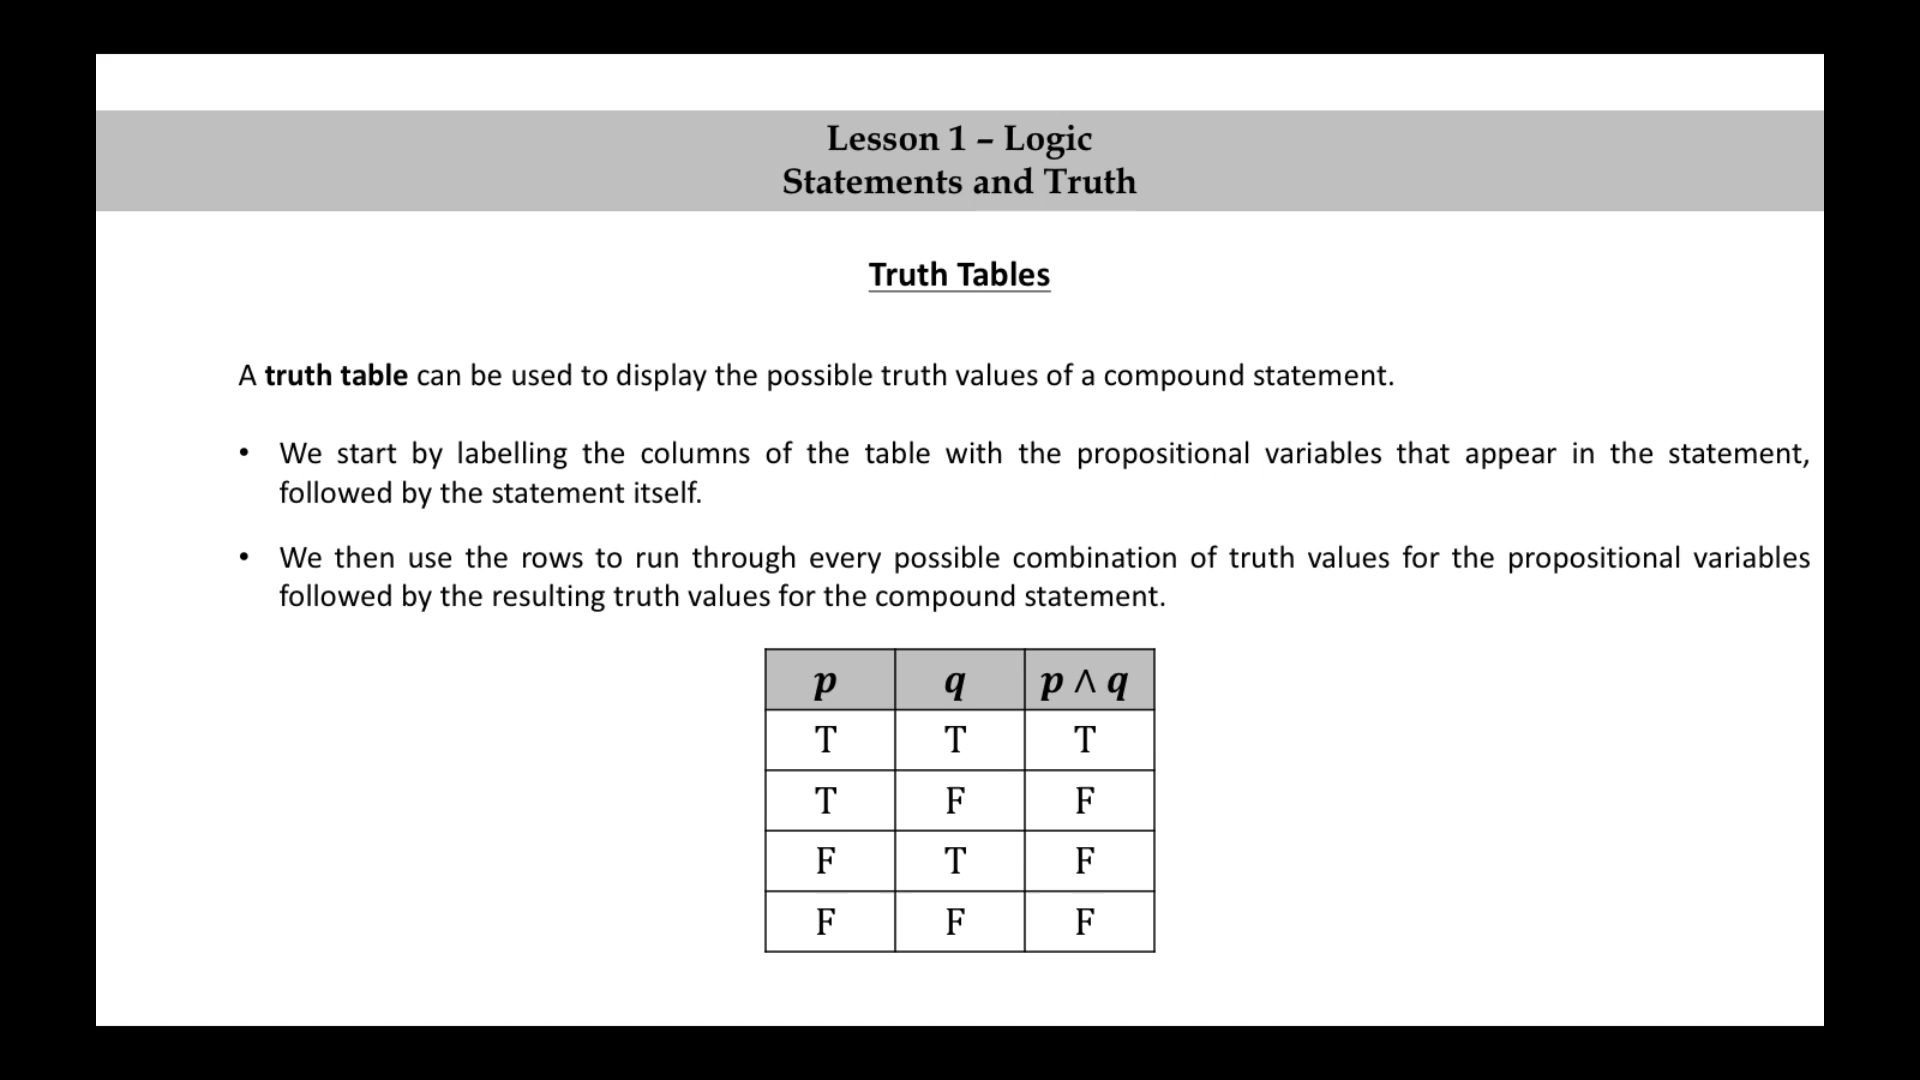 Lesson 1 – Logic
Statements and Truth
Truth Tables
A truth table can be used to display the possible truth values of a compound statement.
• We start by labelling the columns of the table with the propositional variables that appear in the statement,
followed by the statement itself.
• We then use the rows to run through every possible combination of truth values for the propositional variables
followed by the resulting truth values for the compound statement.
p q p ∧ q
T T T
T F F
F T F
F F F